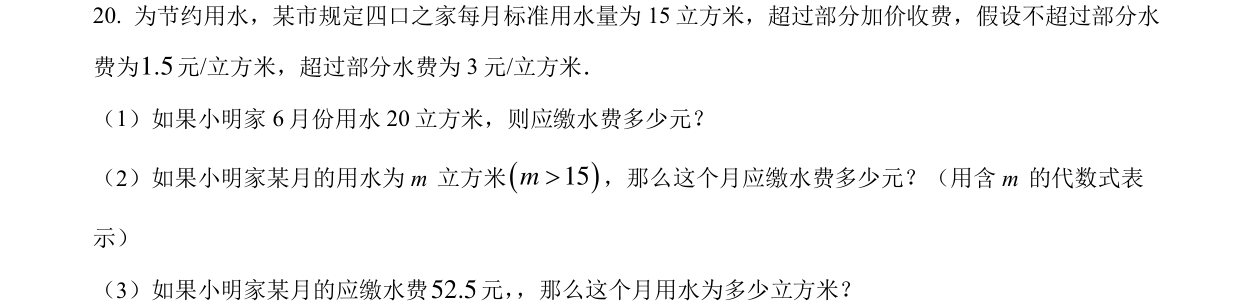 20. 为节约用水，某市规定四口之家每月标准用水量为 15 立方米，超过部分加价收费，假设不超过部分水
费为1.5元/立方米，超过部分水费为 3 元/立方米．
（1）如果小明家 6 月份用水 20 立方米，则应缴水费多少元？
（2）如果小明家某月的用水为 m 立方米(m>15)，那么这个月应缴水费多少元？（用含 m 的代数式表
示）
（3）如果小明家某月的应缴水费52.5元，，那么这个月用水为多少立方米？